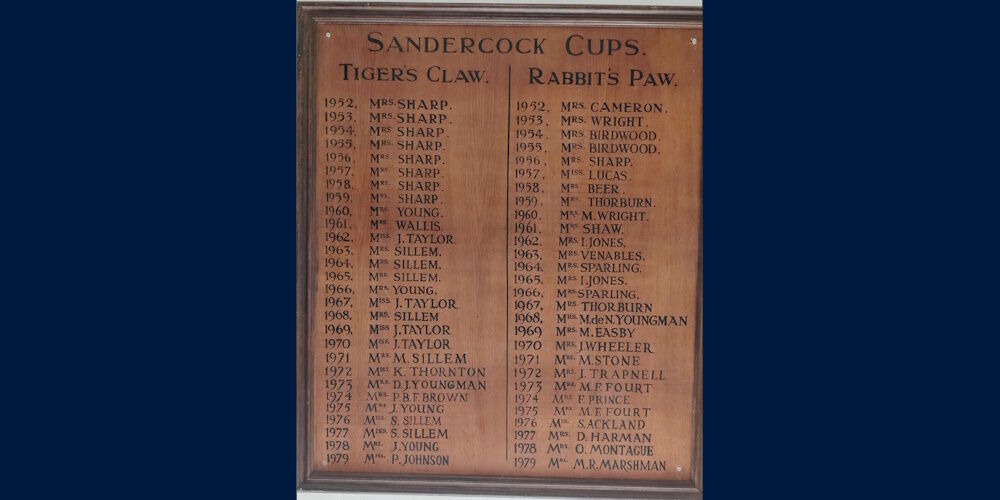 SANDERCOCK CUPS.
TIGER'S CLAW.
1952, MRS. SHARP.
1953, MRS. SHARP.
1954, MRS. SHARP.
1955, MRS. SHARP.
1956, MRS. SHARP.
1957, MRS. SHARP.
1958, MRS. SHARP.
1959, MRS. SHARP.
1960, MRS. YOUNG.
1961, MRS. WALLIS.
1962, MISS. J. TAYLOR.
1963, MRS. SILLEM.
1964, MRS. SILLEM.
1965, MRS. SILLEM.
1966, MRS. YOUNG.
1967, MISS. J. TAYLOR
1968, MRS. SILLEM
1969, MISS J. TAYLOR
1970 MISS. J. TAYLOR
1971 MRS. M. SILLEM
1972 MISS. K. THORNTON
1973 MRS. D.J. YOUNGMAN
1974 MRS. P.B.F. BROWN
1975 MRS J. YOUNG
1976 MISS. S. SILLEM
1977 MISS. S. SILLEM
1978 MRS. J. YOUNG
1979 P. JOHNSON
RABBIT'S PAW.
1952, MRS. CAMERON.
1953, MRS. WRIGHT.
1954, MRS. BIRDWOOD.
1955, MRS. BIRDWOOD.
1956, MRS. SHARP.
1957, MISS. LUCAS.
1958, MRS. BEER.
1959, MRS. THORBURN.
1960, MRS M. WRIGHT.
1961, MRS. SHAW.
1962, MRS. I. JONES.
1963, MRS VENABLES.
1964, MRS. SPARLING.
1965, MRS. I. JONES.
1966, MRS. SPARLING.
1967, MRS. THORBURN
1968, MRS. M. de N. YOUNGMAN
1969 MRS. M. EASBY
1970 MRS. J. WHEELER
1971 MRS. M. STONE
1972 MRS. J. TRAPNELL
1973 MRS. M.F. FOURT
1974 F. PRINCE
1975 MRS M.F. FOURT
1976 S. ACKLAND
1977 MRS. D. HARMAN
1978 MRS. O. MONTAGUE
1979 MRS. M.R. MARSHMAN